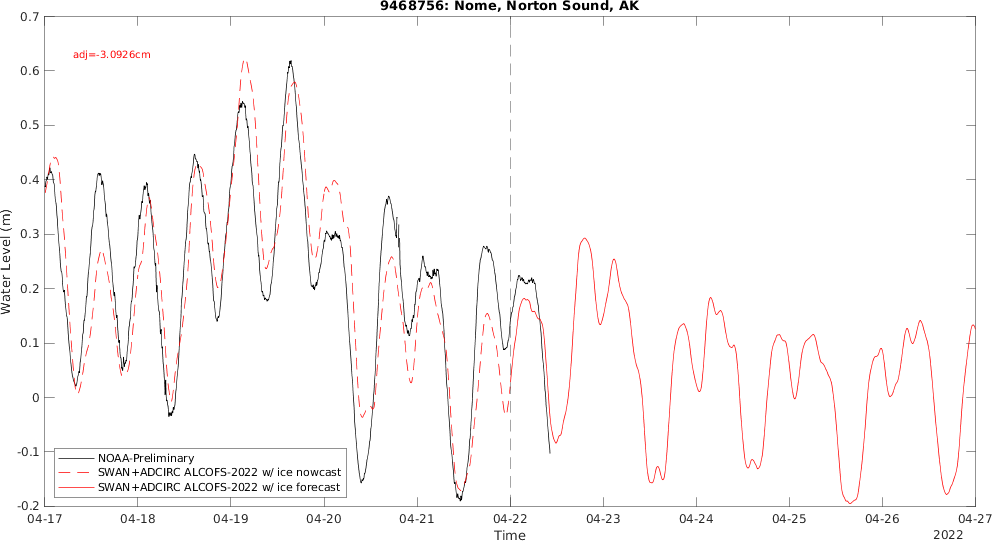 9468756: Nome, Norton Sound, AK
0.7
adj=-3.0926cm
0.6
0.5
0.4
0.3
0.2
0.1
0
-0.1
-0.2
Water Level (m)
NOAA-Preliminary
SWAN+ADCIRC ALCOFS-2022 w/ ice nowcast
SWAN+ADCIRC ALCOFS-2022 w/ ice forecast
04-17 04-18 04-19 04-20 04-21 04-22 04-23 04-24 04-25 04-26 04-27
Time
2022